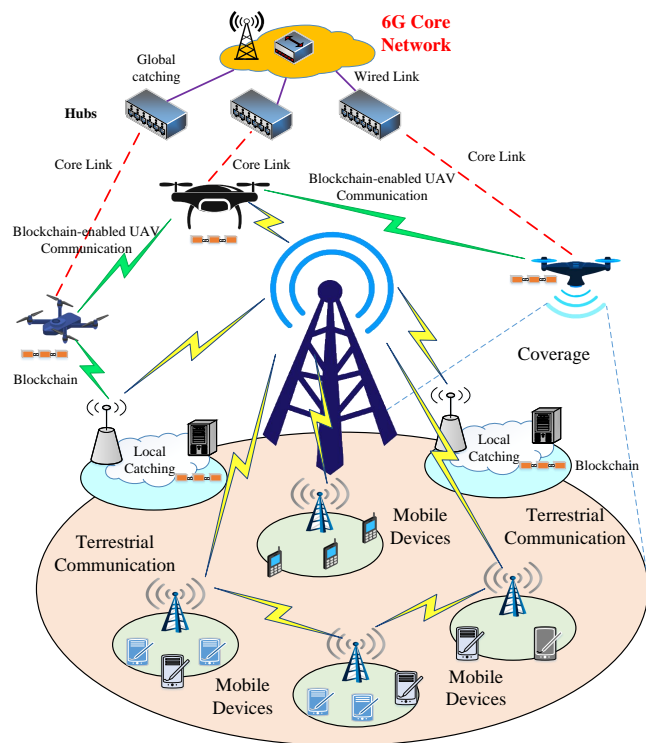 6G Core
Network
Global
catching
Wired Link
Hubs
Core Link
Core Link
Core Link
Blockchain-enabled UAV
Communication
Blockchain-enabled UAV
Communication
Coverage
Blockchain
Local
Catching
Local
Catching
Blockchain
Terrestrial
Communication
Mobile
Devices
Terrestrial
Communication
Mobile
Devices
Mobile
Devices